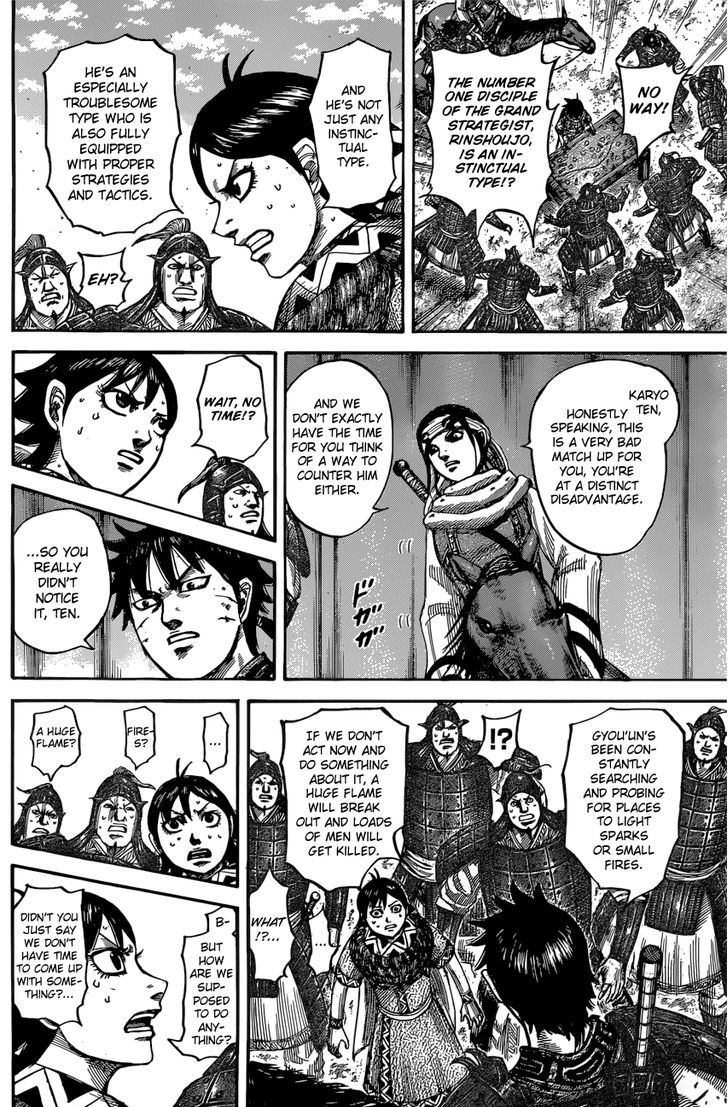 NO
WAY!
THE NUMBER
ONE DISCIPLE
OF THE GRAND
STRATEGIST,
RINSHOUJO,
IS AN IN-
STINCTUAL
TYPE!?
AND
HE'S NOT
JUST ANY
INSTINC-
TUAL
TYPE.
HE'S AN
ESPECIALLY
TROUBLESOME
TYPE WHO IS
ALSO FULLY
EQUIPPED
WITH PROPER
STRATEGIES
AND TACTICS.
EH?
KARYO
TEN,
HONESTLY
SPEAKING, THIS
IS A VERY BAD
MATCH UP FOR
YOU, YOU'RE
AT A DISTINCT
DISADVANTAGE.
AND WE
DON'T EXACTLY
HAVE THE TIME
FOR YOU THINK
OF A WAY TO
COUNTER HIM
EITHER.
ドガガ
WAIT, NO
TIME!?
...SO YOU
REALLY
DIDN'T
NOTICE
IT, TEN.
GYOU'UN'S
BEEN CON-
STANTLY
SEARCHING
AND PROBING
FOR PLACES
TO LIGHT
SPARKS
OR SMALL
FIRES.
!?
IF WE DON'T
ACT NOW AND
DO SOMETHING
ABOUT IT, A
HUGE FLAME
WILL BREAK
OUT AND LOADS
OF MEN WILL
GET KILLED.
WHAT
!?...
...
...
FIRE-
S?
A HUGE
FLAME?
B-
BUT
HOW
ARE WE
SUP-
POSED
TO DO
ANY-
THING?
DIDN'T YOU
JUST SAY
WE DON'T
HAVE TIME
TO COME UP
WITH SOME-
THING?...